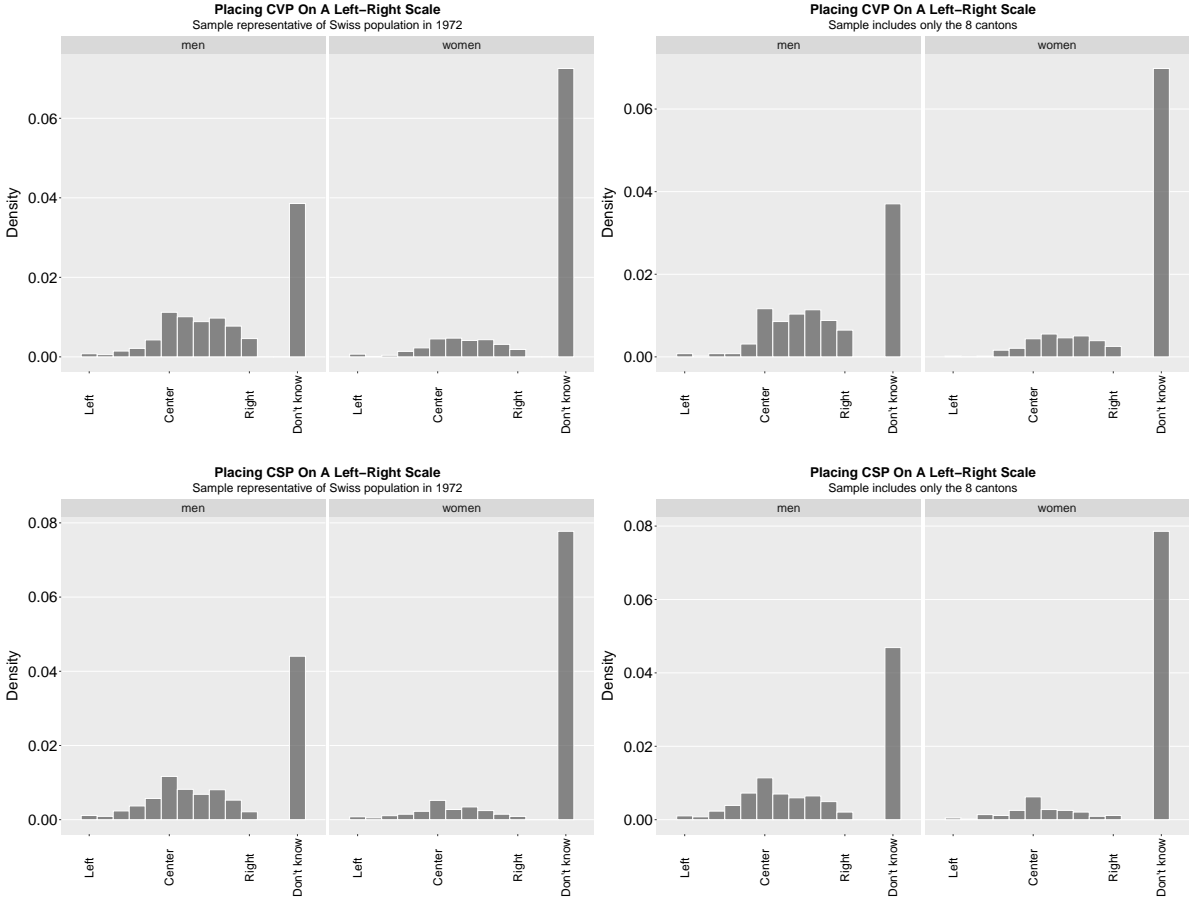 Placing CVP On A Left−Right Scale
Sample representative of Swiss population in 1972
men women
0.06
0.04
0.02
0.00
Density
Left Center Right Don't know Left Center Right Don't know
Placing CVP On A Left−Right Scale
Sample includes only the 8 cantons
men women
0.06
0.04
0.02
0.00
Density
Left Center Right Don't know Left Center Right Don't know
Placing CSP On A Left−Right Scale
Sample representative of Swiss population in 1972
men women
0.08
0.06
0.04
0.02
0.00
Density
Left Center Right Don't know Left Center Right Don't know
Placing CSP On A Left−Right Scale
Sample includes only the 8 cantons
men women
0.08
0.06
0.04
0.02
0.00
Density
Left Center Right Don't know Left Center Right Don't know